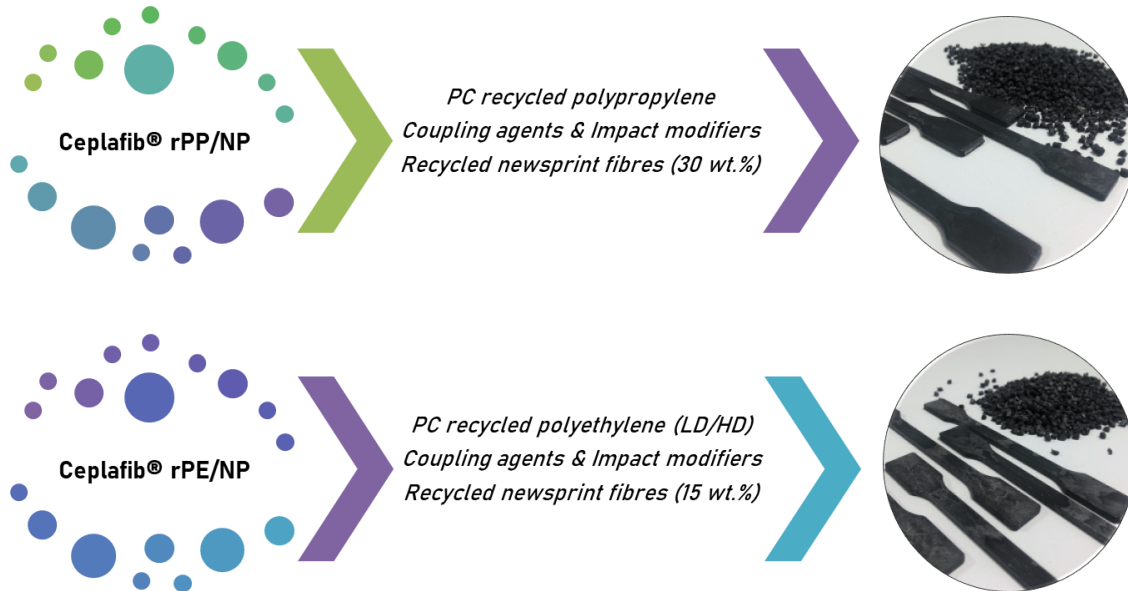 Ceplafib® rPP/NP
PC recycled polypropylene
Coupling agents & Impact modifiers
Recycled newsprint fibres (30 wt.%)
Ceplafib® rPE/NP
PC recycled polyethylene (LD/HD)
Coupling agents & Impact modifiers
Recycled newsprint fibres (15 wt.%)